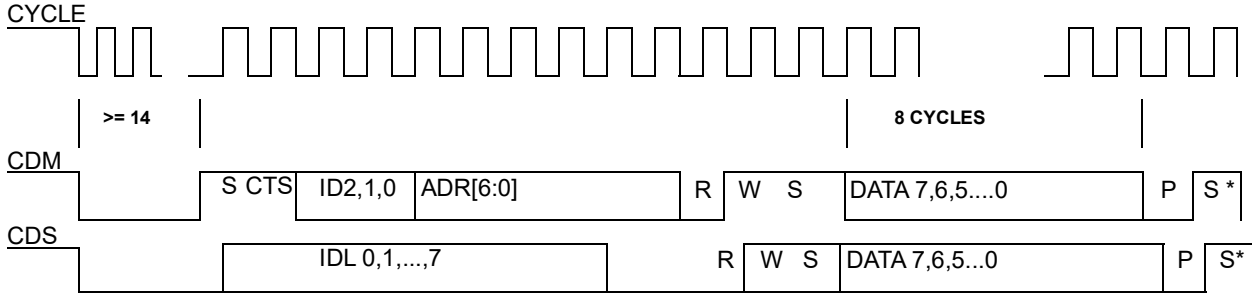 CYCLE
>= 14 8 CYCLES
CDM
S CTS ID2,1,0 ADR[6:0] R W S DATA 7,6,5....0 P S *
CDS
IDL 0,1,...,7 R W S DATA 7,6,5...0 P S*